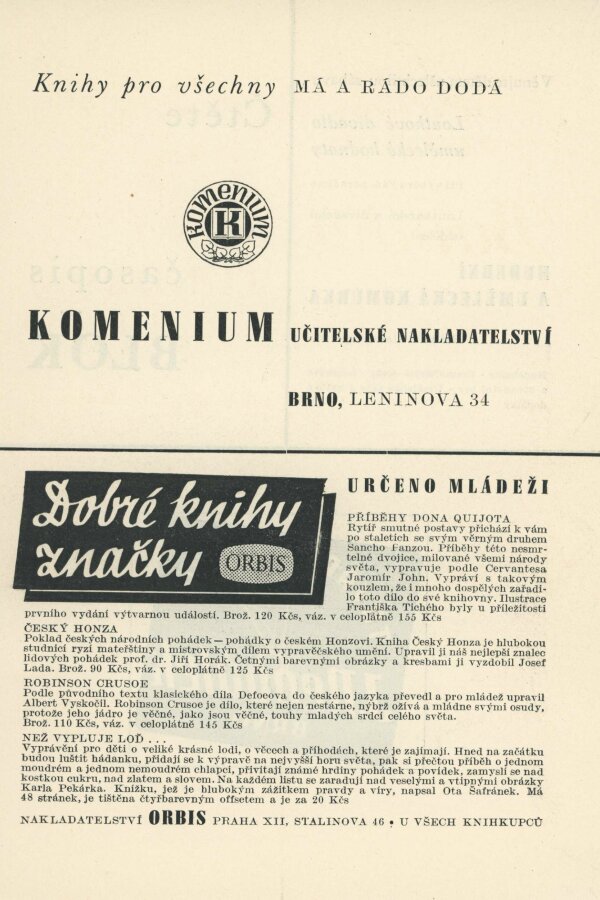 Knihy pro všechny MÁ A RÁDO DODÁ
komenium
K
KOMENIUM UČITELSKÉ NAKLADATELSTVÍ
BRNO, LENINOVA 34
Dobré knihy
značky ORBIS
URČENO MLÁDEŽI
PŘÍBĚHY DONA QUIJOTA
Rytíř smutné postavy přichází k vám
po staletích se svým věrným druhem
Sancho Panzou. Příběhy této nesmr-
telné dvojice, milované všemi národy
světa, vypravuje podle Cervantesa
Jaromír John. Vypráví s takovým
kouzlem, že i mnoho dospělých zařadi-
lo toto dílo do své knihovny. Ilustrace
Františka Tichého byly u příležitosti
prvního vydání výtvarnou událostí. Brož. 120 Kčs, váz. v celoplátně 155 Kčs
ČESKÝ HONZA
Poklad českých národních pohádek — pohádky o českém Honzovi. Kniha Český Honza je hlubokou
studnicí ryzí mateřštiny a mistrovským dílem vypravěčského umění. Upravil ji náš nejlepší znalec
lidových pohádek prof. dr. Jiří Horák. Četnými barevnými obrázky a kresbami ji vyzdobil Josef
Lada. Brož. 90 Kčs, váz. v celoplátně 125 Kčs
ROBINSON CRUSOE
Podle původního textu klasického díla Defoeova do českého jazyka převedl a pro mládež upravil
Albert Vyskočil. Robinson Crusoe je dílo, které nejen nestárne, nýbrž ožívá a mládne svými osudy,
protože jeho jádro je věčné, jako jsou věčné, touhy mladých srdcí celého světa.
Brož. 110 Kčs, váz. v celoplátně 145 Kčs
NEŽ VYPLUJE LOĎ . . .
Vyprávění pro děti o veliké krásné lodi, o věcech a příhodách, které je zajímají. Hned na začátku
budou luštit hádanku, přidají se k výpravě na nejvyšší horu světa, pak si přečtou příběh o jednom
moudrém a jednom nemoudrém chlapci, přivítají známé hrdiny pohádek a povídek, zamyslí se nad
kostkou cukru, nad zlatem a slovem. Na každém listu se zaradují nad veselými a vtipnými obrázky
Karla Pekárka. Knížku, jež je hlubokým zážitkem pravdy a víry, napsal Ota Šafránek. Má
48 stránek, je tištěna čtyřbarevným offsetem a je za 20 Kčs
NAKLADATELSTVÍ ORBIS PRAHA XII, STALINOVA 46 • U VŠECH KNIHKUPCŮ